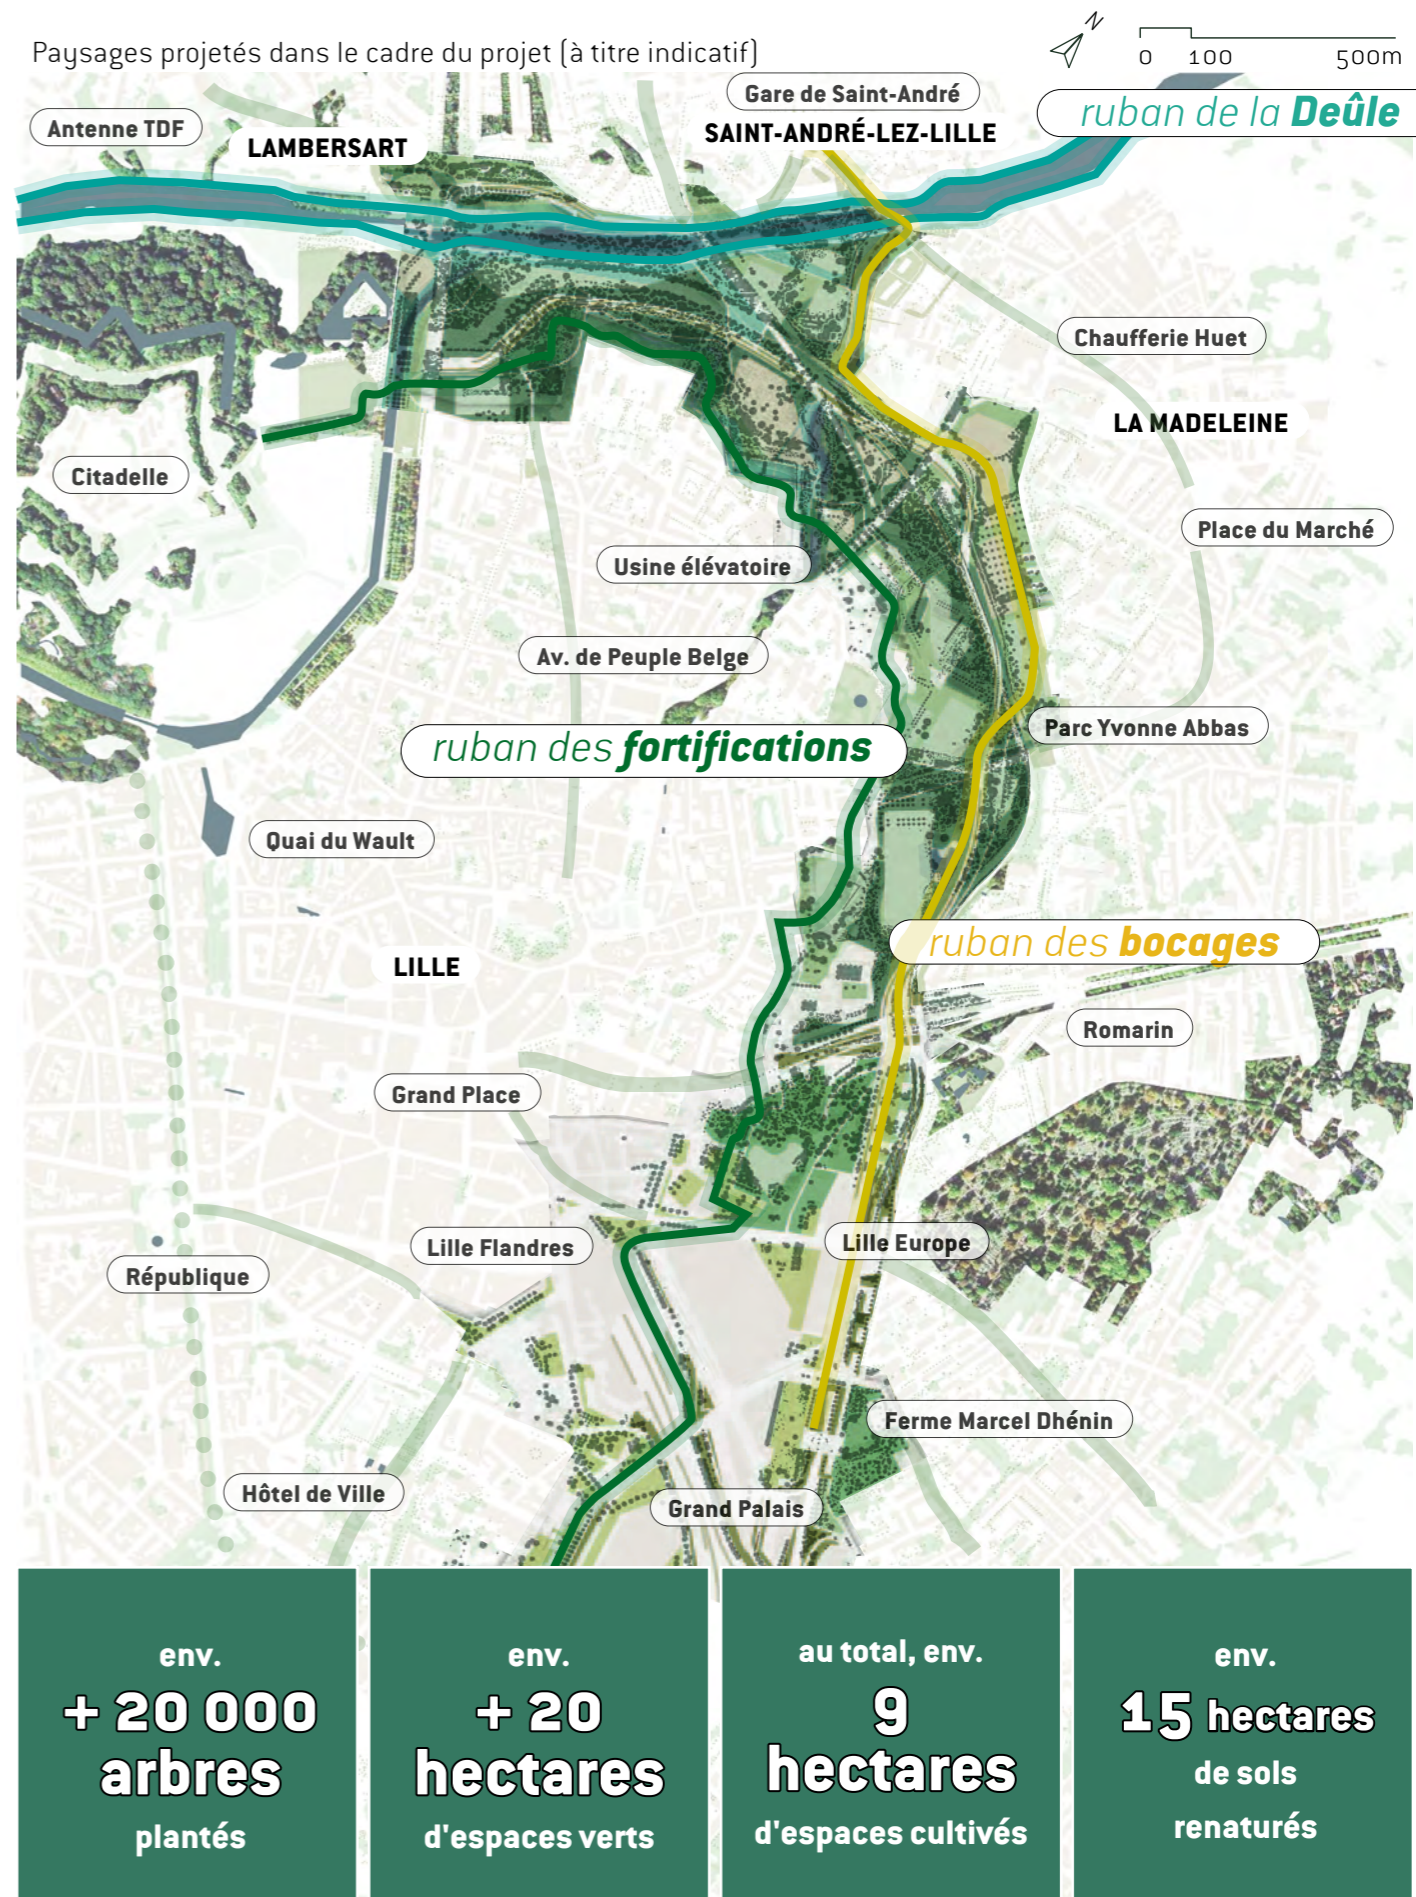 Paysages projetés dans le cadre du projet (à titre indicatif)
N
0 100 500m
Gare de Saint-André
ruban de la Deûle
Antenne TDF
LAMBERSART
SAINT-ANDRÉ-LEZ-LILLE
Chaufferie Huet
LA MADELEINE
Citadelle
Place du Marché
Usine élévatoire
Av. de Peuple Belge
Parc Yvonne Abbas
ruban des fortifications
Quai du Wault
ruban des bocages
LILLE
Romarin
Grand Place
Lille Flandres
Lille Europe
République
Ferme Marcel Dhénin
Hôtel de Ville
Grand Palais
env.
+ 20 000
arbres
plantés
env.
+ 20
hectares
d'espaces verts
au total, env.
9
hectares
d'espaces cultivés
env.
15 hectares
de sols
renaturés